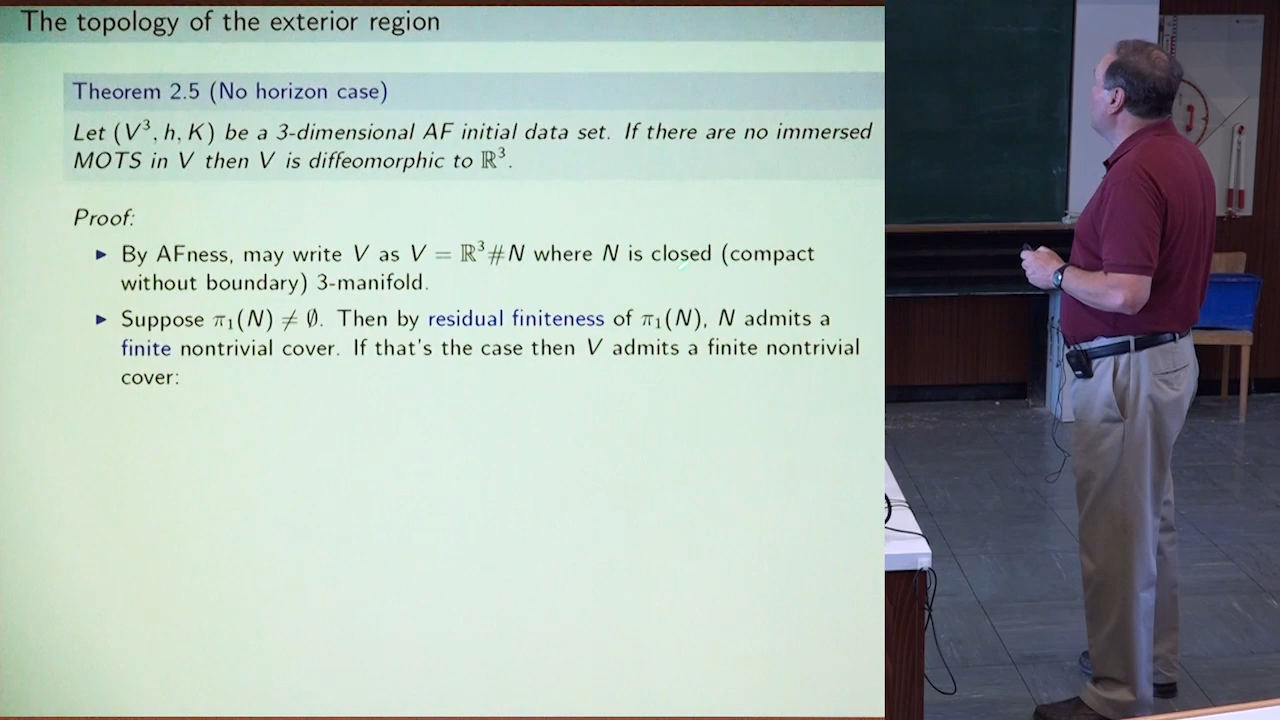 The topology of the exterior region
Theorem 2.5 (No horizon case)
Let (V³, h, K) be a 3-dimensional AF initial data set. If there are no immersed
MOTS in V then V is diffeomorphic to ℝ³.
Proof:
▶ By AFness, may write V as V = ℝ³#N where N is closed (compact
without boundary) 3-manifold.
▶ Suppose π₁(N) ≠ ∅. Then by residual finiteness of π₁(N), N admits a
finite nontrivial cover. If that's the case then V admits a finite nontrivial
cover: